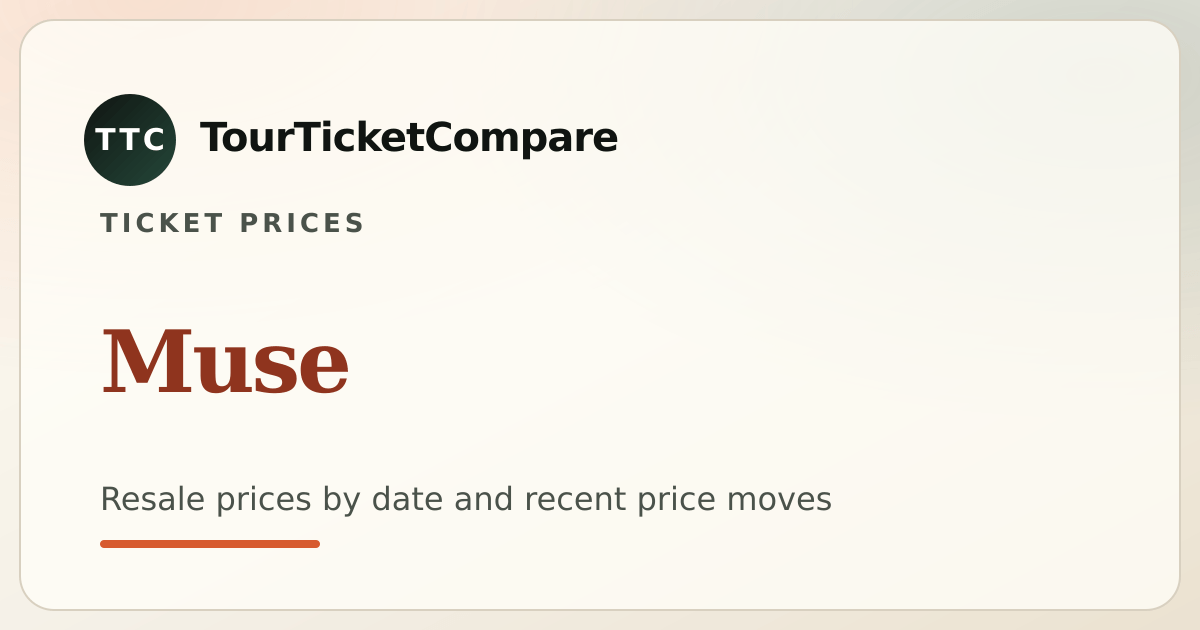 TTC TourTicketCompare
TICKET PRICES
Muse
Resale prices by date and recent price moves